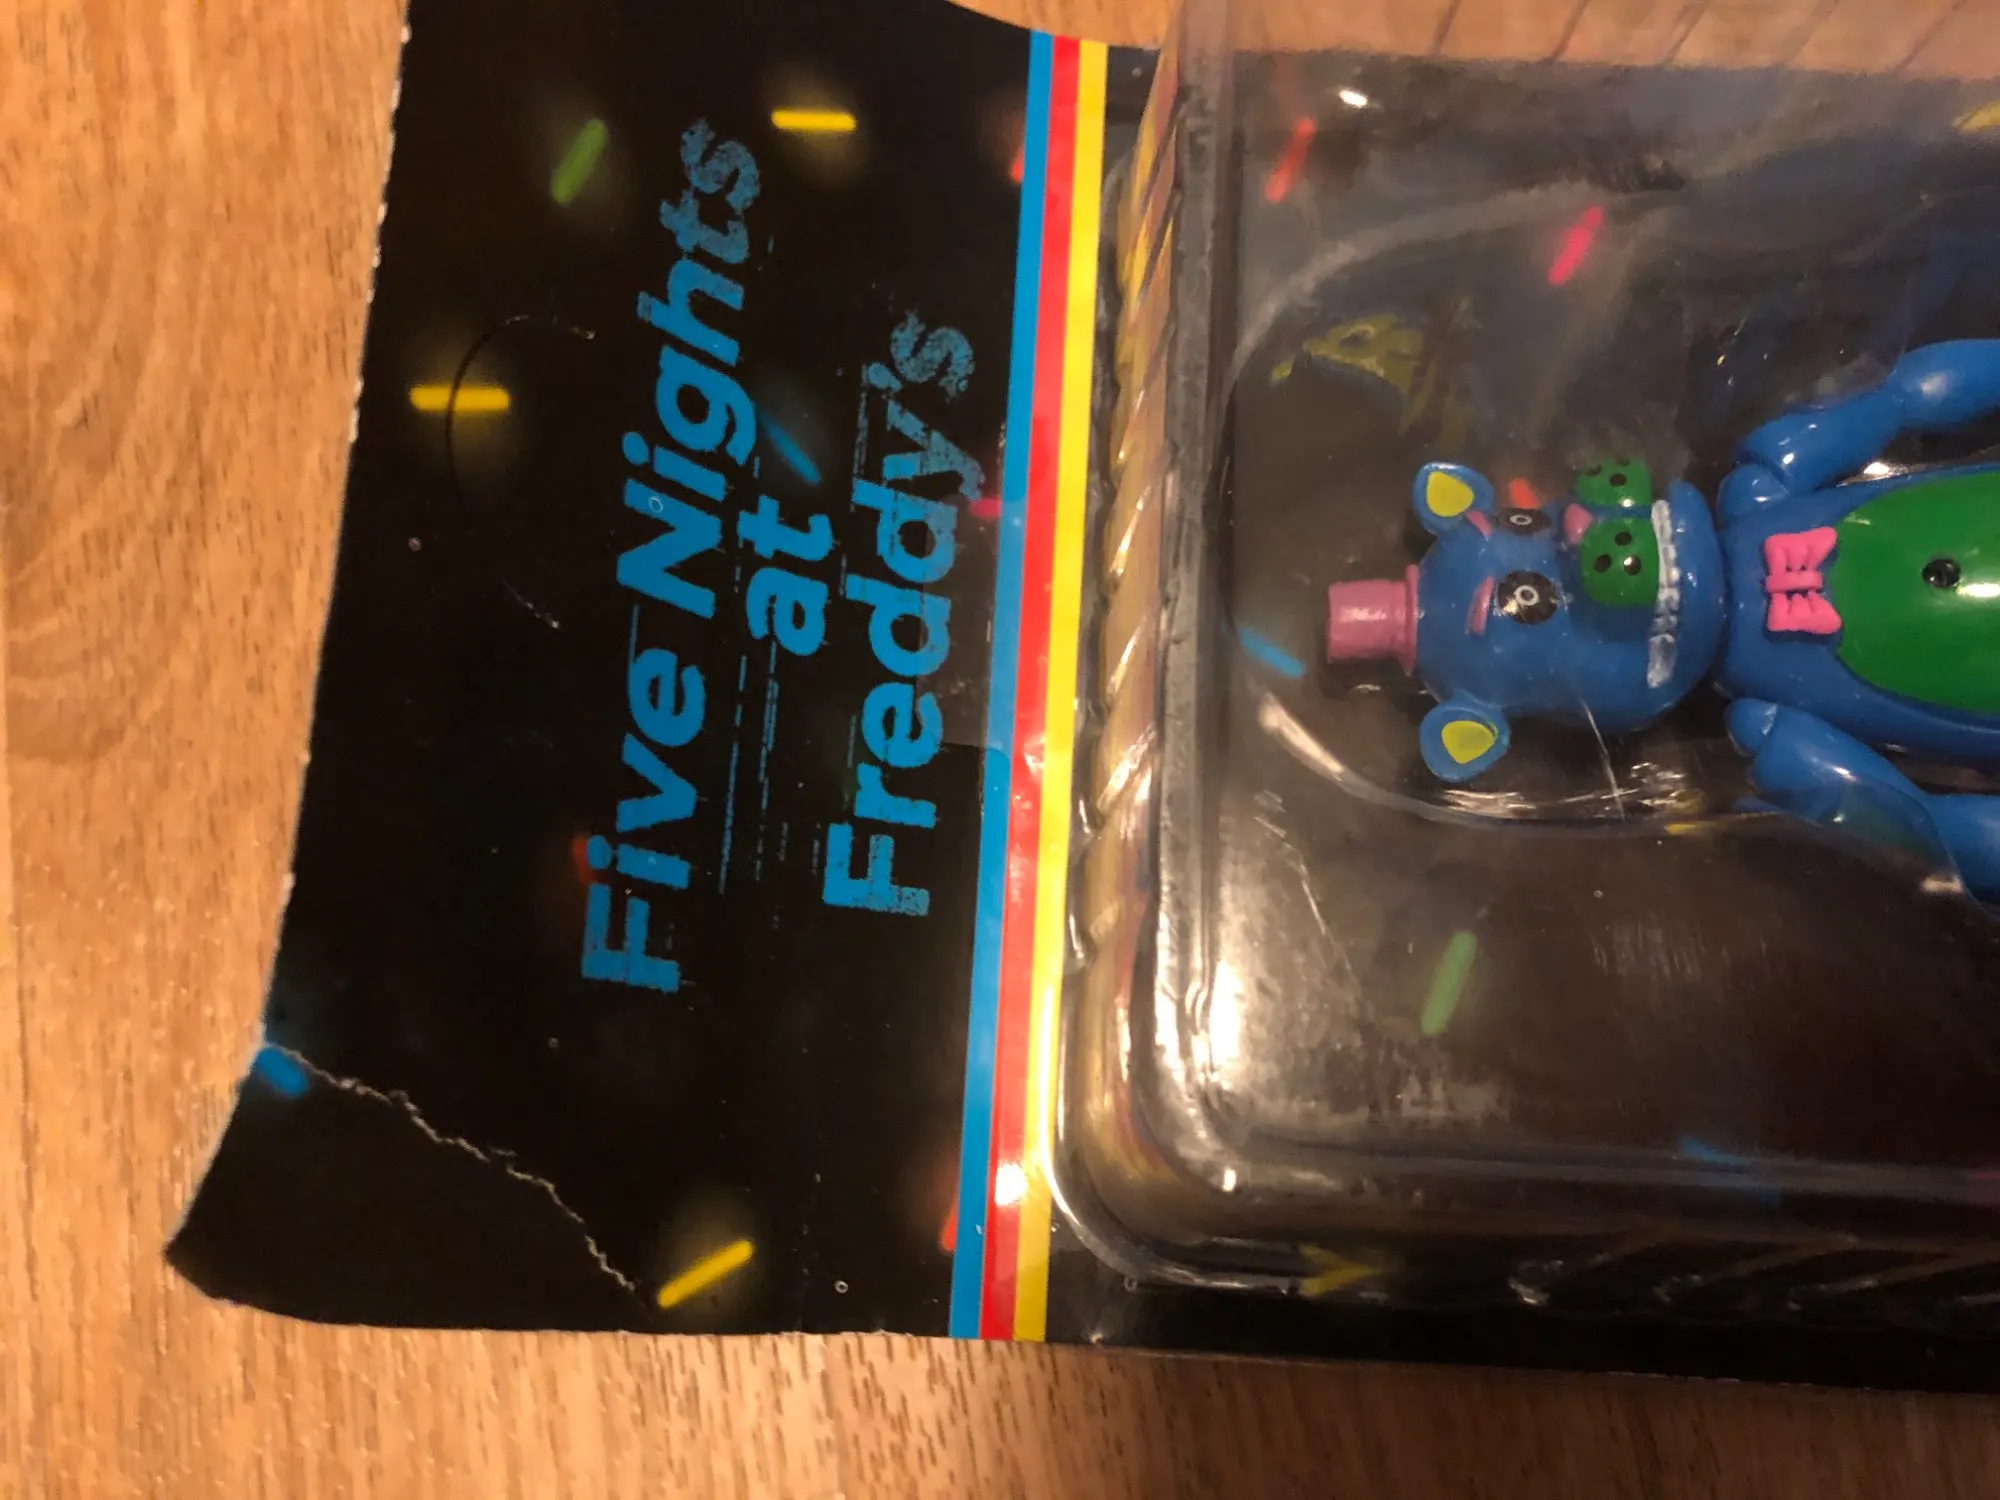 Five Nights
at
Freddy's